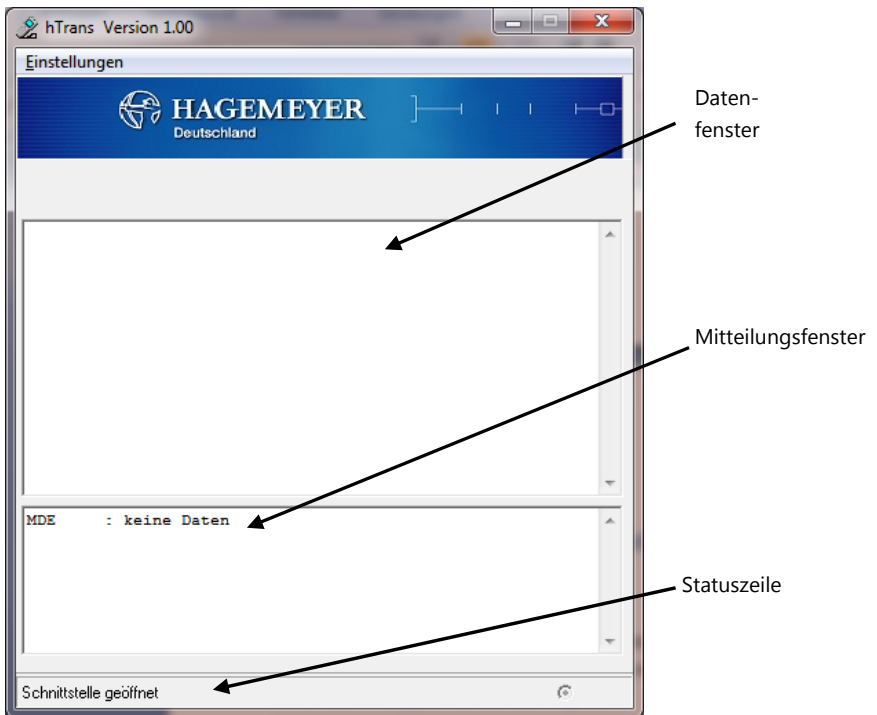 hTrans Version 1.00
Einstellungen
HAGEMEYER
Deutschland
Daten-
fenster
Mitteilungsfenster
MDE : keine Daten
Statuszeile
Schnittstelle geöffnet